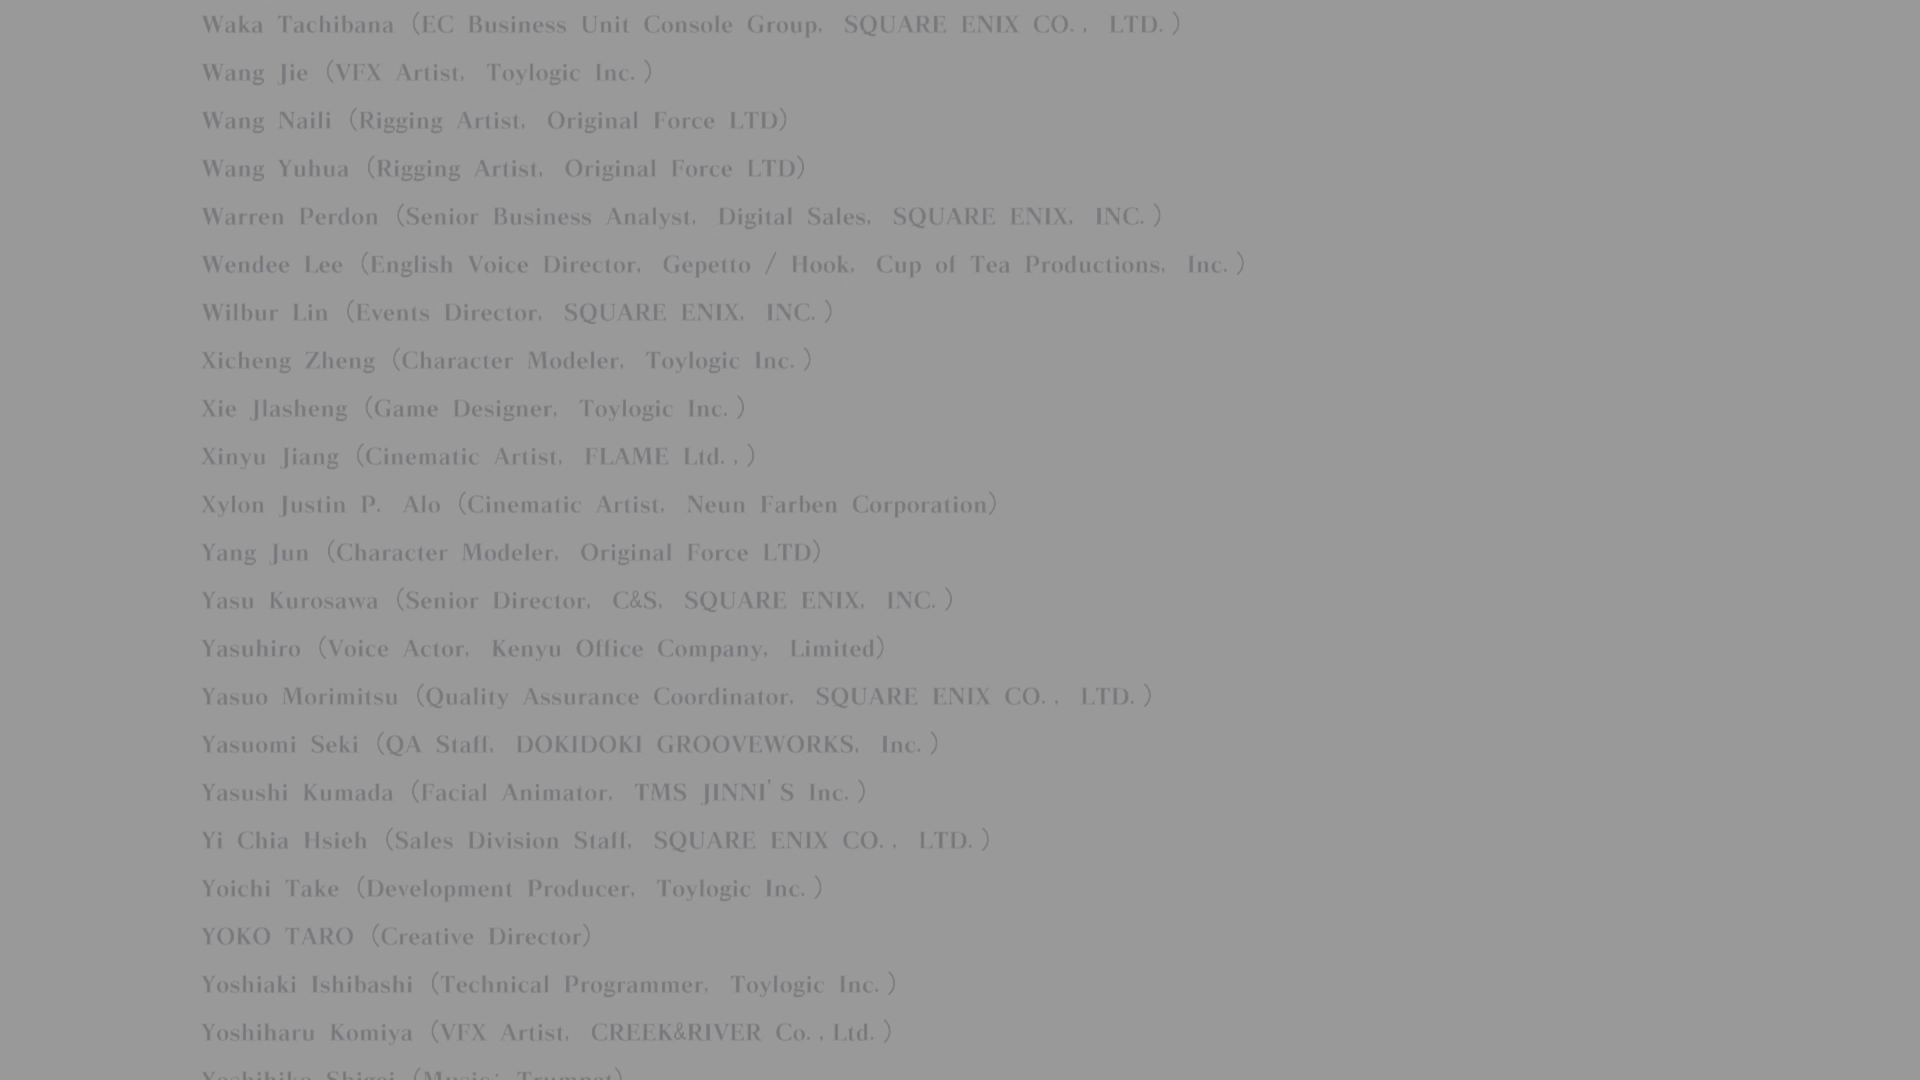 Waka Tachibana (EC Business Unit Console Group, SQUARE ENIX CO., LTD.)
Wang Jie (VFX Artist, Toylogic Inc.)
Wang Naili (Rigging Artist, Original Force LTD)
Wang Yuhua (Rigging Artist, Original Force LTD)
Warren Perdon (Senior Business Analyst, Digital Sales, SQUARE ENIX, INC.)
Wendee Lee (English Voice Director, Gepetto / Hook, Cup of Tea Productions, Inc.)
Wilbur Lin (Events Director, SQUARE ENIX, INC.)
Xicheng Zheng (Character Modeler, Toylogic Inc.)
Xie Jlasheng (Game Designer, Toylogic Inc.)
Xinyu Jiang (Cinematic Artist, FLAME Ltd.,)
Xylon Justin P. Alo (Cinematic Artist, Neun Farben Corporation)
Yang Jun (Character Modeler, Original Force LTD)
Yasu Kurosawa (Senior Director, C&S, SQUARE ENIX, INC.)
Yasuhiro (Voice Actor, Kenyu Office Company, Limited)
Yasuo Morimitsu (Quality Assurance Coordinator, SQUARE ENIX CO., LTD.)
Yasuomi Seki (QA Staff, DOKIDOKI GROOVEWORKS, Inc.)
Yasushi Kumada (Facial Animator, TMS JINNI'S Inc.)
Yi Chia Hsieh (Sales Division Staff, SQUARE ENIX CO., LTD.)
Yoichi Take (Development Producer, Toylogic Inc.)
YOKO TARO (Creative Director)
Yoshiaki Ishibashi (Technical Programmer, Toylogic Inc.)
Yoshiharu Komiya (VFX Artist, CREEK&RIVER Co.,Ltd.)
Yoshihiko Shigei (Music: Trumpet)